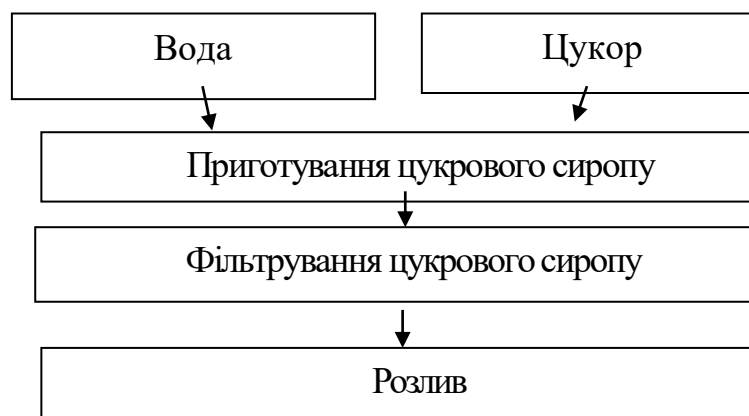 Вода
Цукор
Приготування цукрового сиропу
Фільтрування цукрового сиропу
Розлив